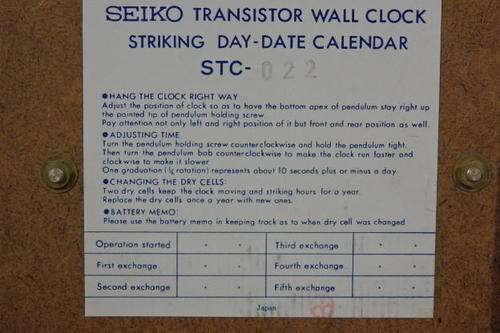 SEIKO TRANSISTOR WALL CLOCK
STRIKING DAY-DATE CALENDAR
STC-022
●HANG THE CLOCK RIGHT WAY
Adjust the position of clock so as to have the bottom apex of pendulum stay right up
the painted tip of pendulum holding screw
Pay attention not only left and right position of it but front and rear position as well.
●ADJUSTING TIME
Turn the pendulum holding screw counterclockwise and hold the pendulum tight.
Then turn the pendulum bob counterclockwise to make the clock run faster and
clockwise to make it slower
One graduation (¼ rotation) represents about 10 seconds plus or minus a day
●CHANGING THE DRY CELLS:
Two dry cells keep the clock moving and striking hours for a year.
Replace the dry cells once a year with new ones.
●BATTERY MEMO:
Please use the battery memo in keeping track as to when dry cell was changed
Operation started · · Third exchange · ·
First exchange · · Fourth exchange · ·
Second exchange · · Fifth exchange · ·
Japan